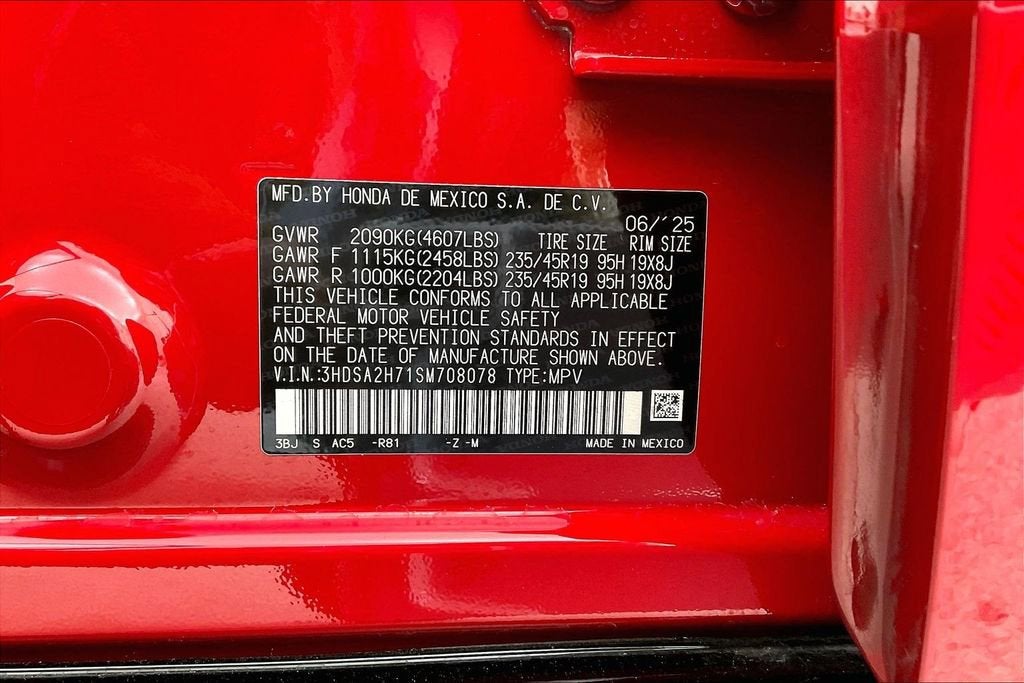 MFD.BY HONDA DE MEXICO S.A. DE C.V.
06/'25
GVWR 2090KG(4607LBS) TIRE SIZE RIM SIZE
GAWR F 1115KG(2458LBS) 235/45R19 95H 19X8J
GAWR R 1000KG(2204LBS) 235/45R19 95H 19X8J
THIS VEHICLE CONFORMS TO ALL APPLICABLE
FEDERAL MOTOR VEHICLE SAFETY
AND THEFT PREVENTION STANDARDS IN EFFECT
ON THE DATE OF MANUFACTURE SHOWN ABOVE.
V.I.N.:3HDSA2H71SM708078 TYPE:MPV
3BJ S AC5 -R81 -Z -M MADE IN MEXICO